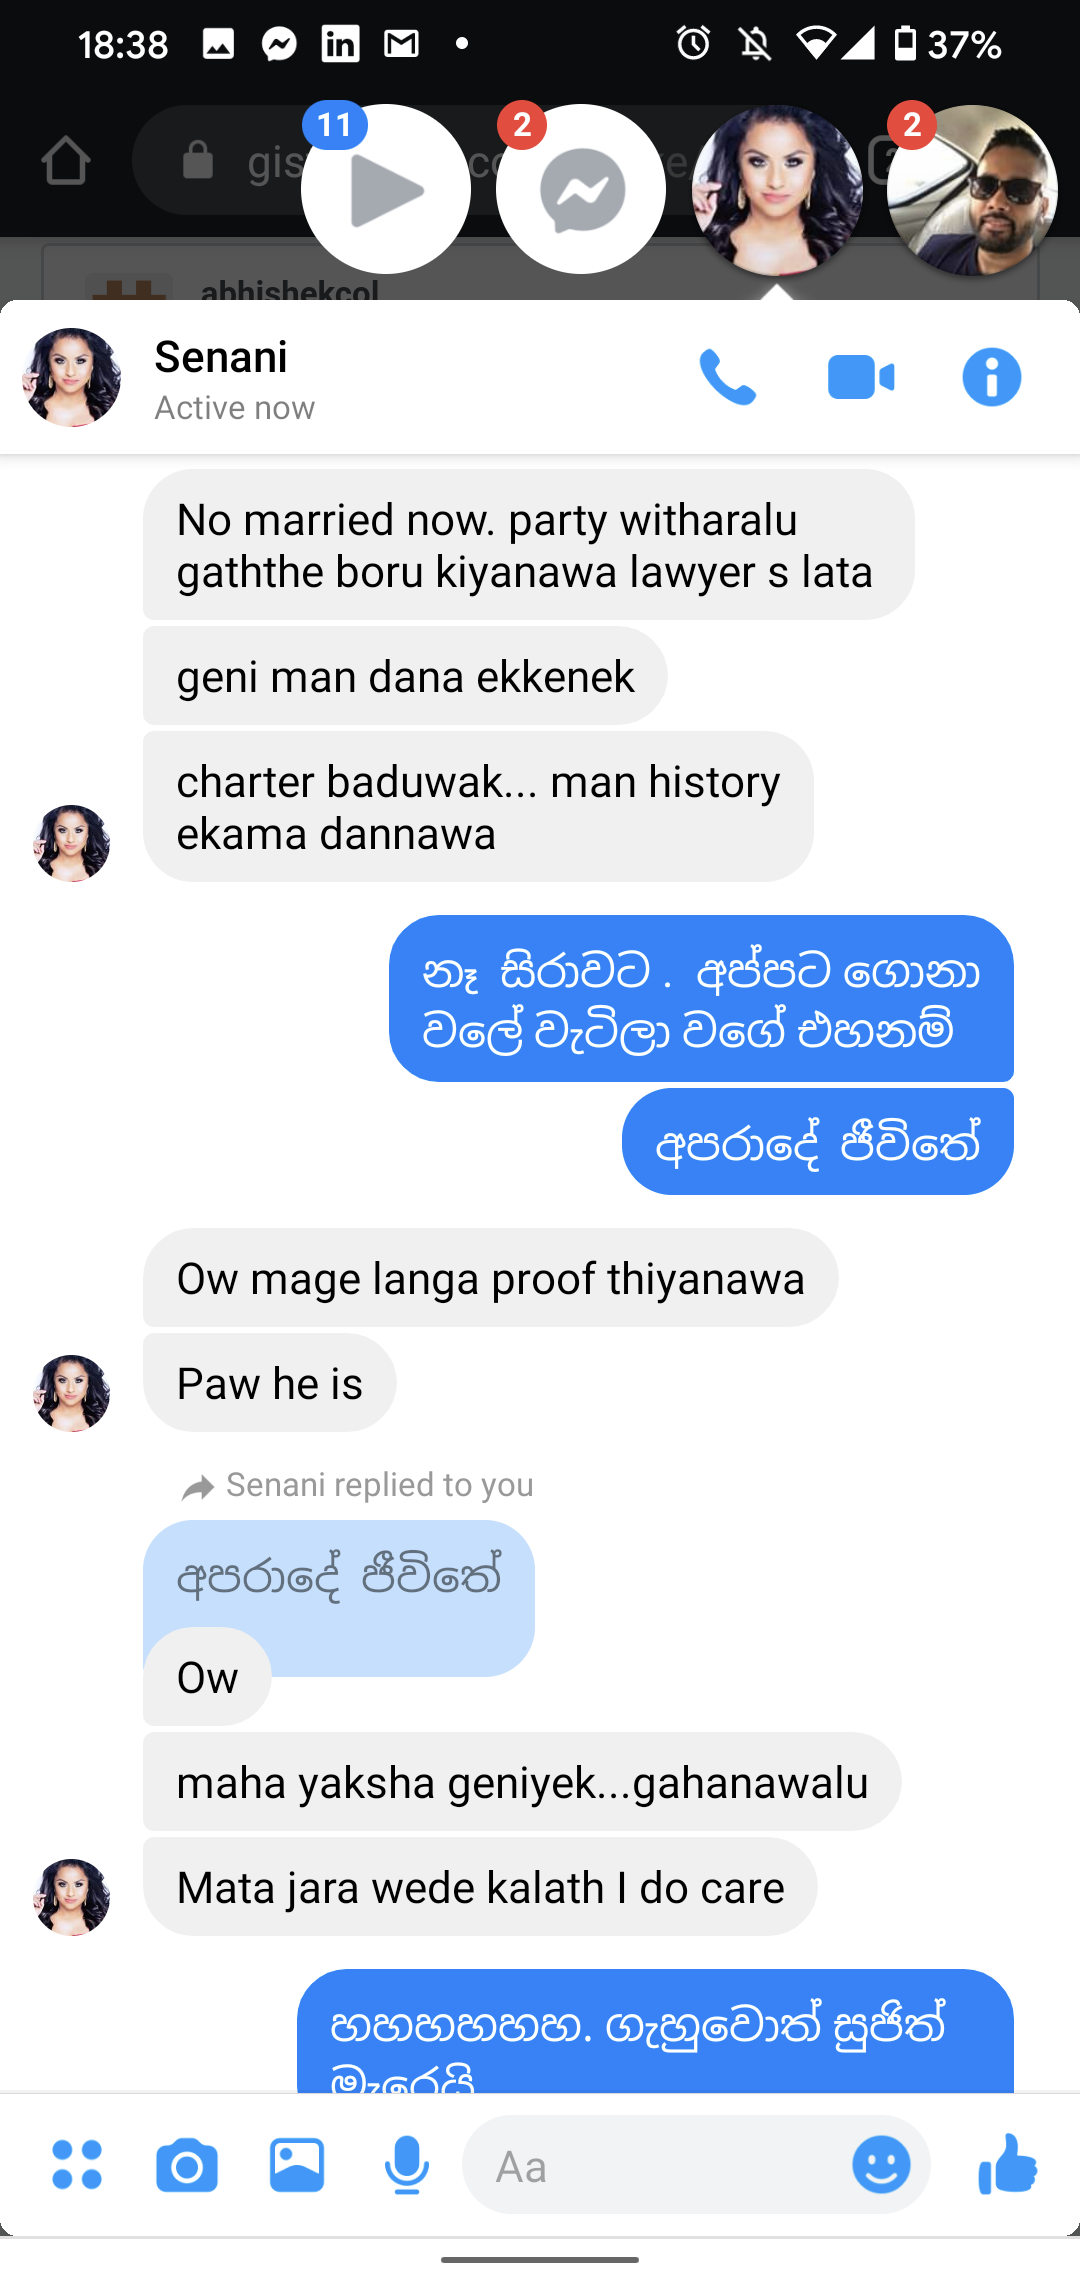 18:38
37%
11
2
2
gis
abhishekcol
Senani
Active now
No married now. party witharalu
gaththe boru kiyanawa lawyer s lata
geni man dana ekkenek
charter baduwak... man history
ekama dannawa
නෑ සිරාවට . අප්පට ගොනා
වලේ වැටිලා වගේ එහනම්
අපරාදේ ජීවිතේ
Ow mage langa proof thiyanawa
Paw he is
Senani replied to you
අපරාදේ ජීවිතේ
Ow
maha yaksha geniyek...gahanawalu
Mata jara wede kalath I do care
හහහහහහ. ගැහුවොත් සුජිත්
මැරෙයි
Aa